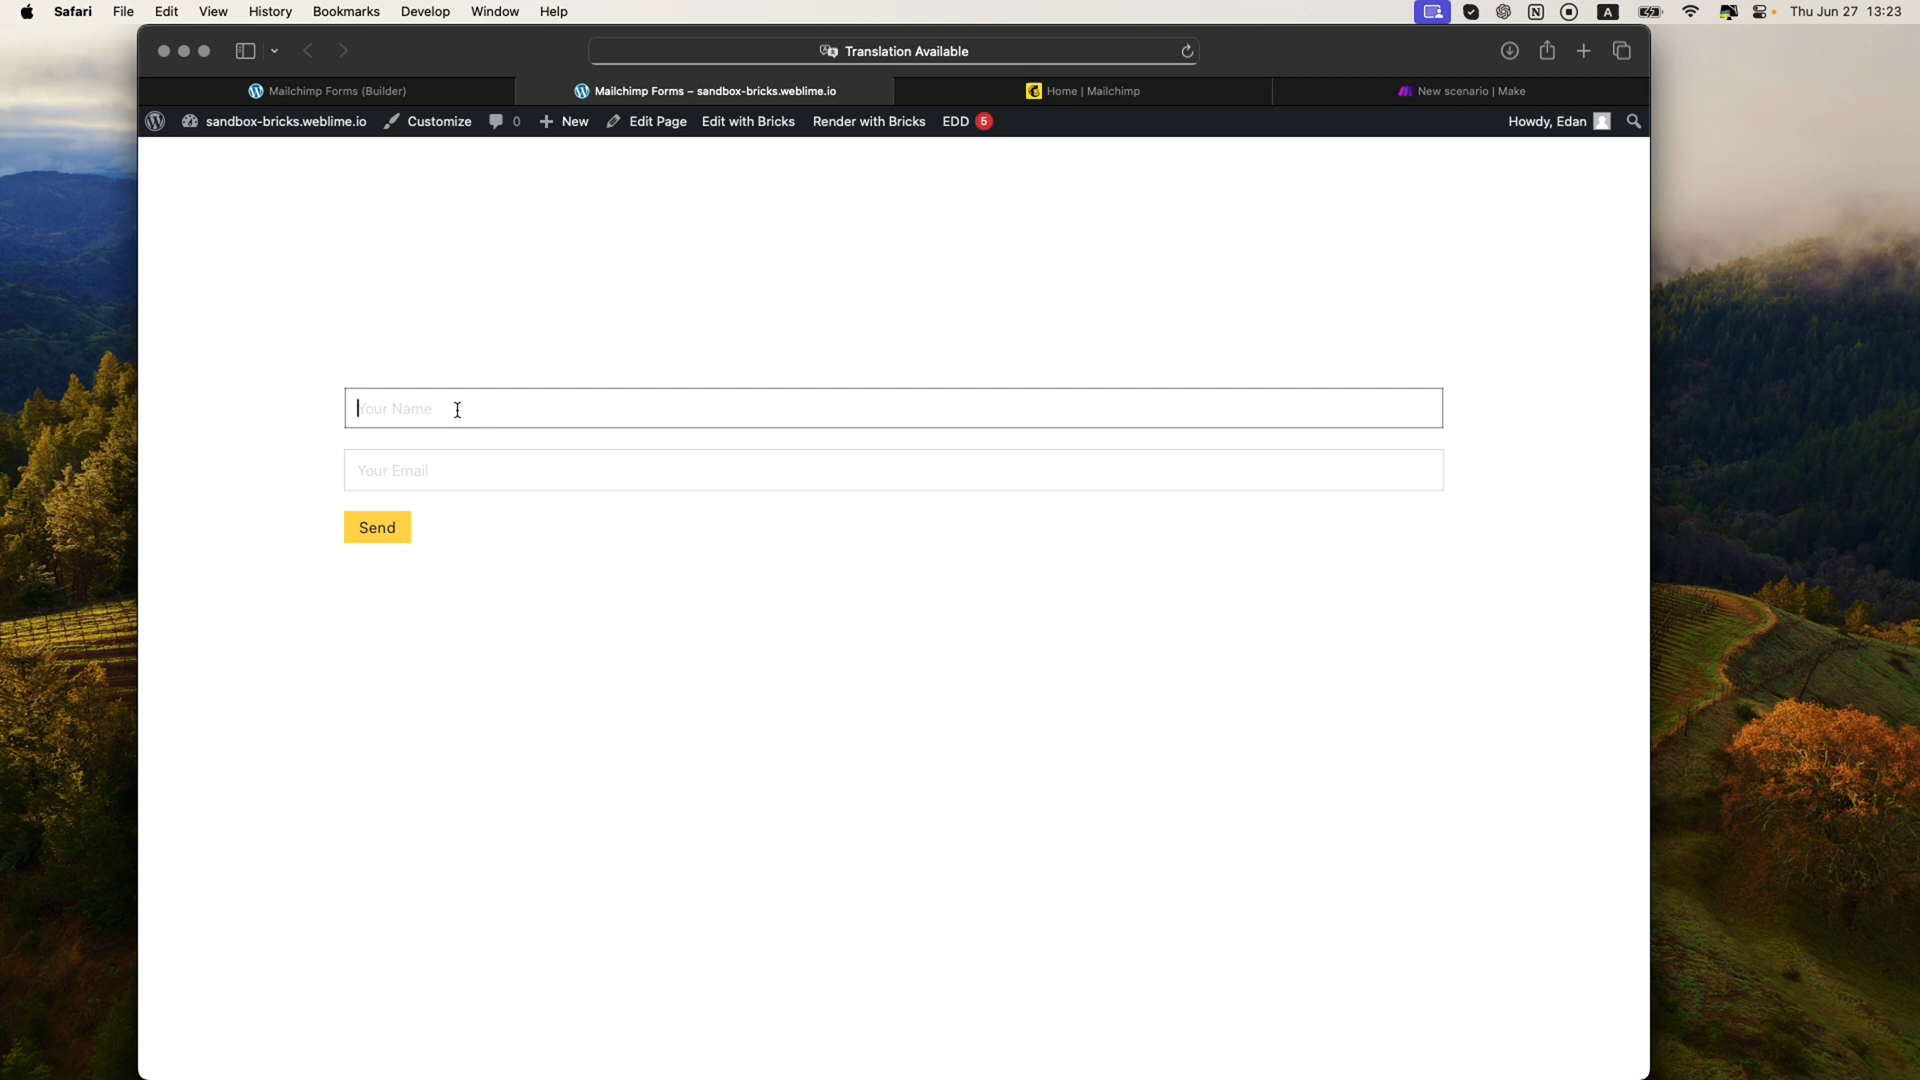 Safari File Edit View History Bookmarks Develop Window Help
A
Thu Jun 27 13:23
Translation Available
Mailchimp Forms (Builder)
Mailchimp Forms – sandbox-bricks.weblime.io
Home | Mailchimp
New scenario | Make
sandbox-bricks.weblime.io Customize 0 New Edit Page Edit with Bricks Render with Bricks EDD 5
Howdy, Edan
Your Name
Your Email
Send